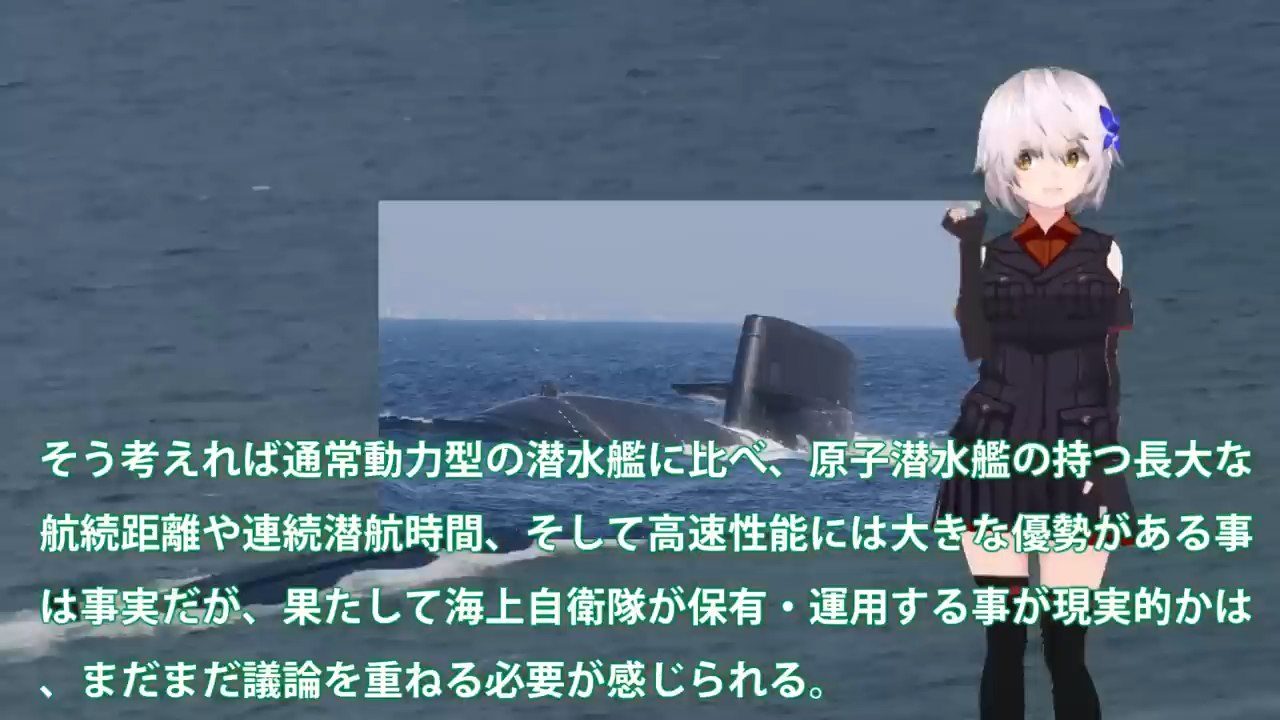 そう考えれば通常動力型の潜水艦に比べ、原子潜水艦の持つ長大な
航続距離や連続潜航時間、そして高速性能には大きな優勢がある事
は事実だが、果たして海上自衛隊が保有・運用する事が現実的かは
、まだまだ議論を重ねる必要が感じられる。